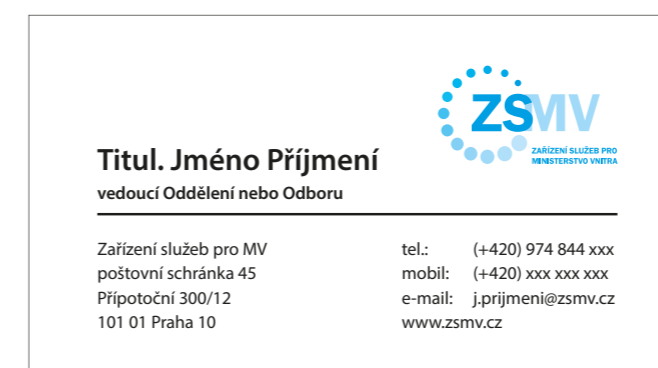 ZSMV
ZAŘÍZENÍ SLUŽEB PRO
MINISTERSTVO VNITRA
Titul. Jméno Příjmení
vedoucí Oddělení nebo Odboru
Zařízení služeb pro MV
poštovní schránka 45
Přípotoční 300/12
101 01 Praha 10
tel.: (+420) 974 844 xxx
mobil: (+420) xxx xxx xxx
e-mail: j.prijmeni@zsmv.cz
www.zsmv.cz